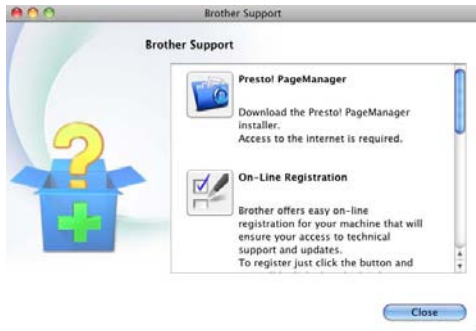 Brother Support
Brother Support
Presto! PageManager
Download the Presto! PageManager
installer.
Access to the internet is required.
On-Line Registration
Brother offers easy on-line
registration for your machine that will
ensure your access to technical
support and updates.
To register just click the button and
Close